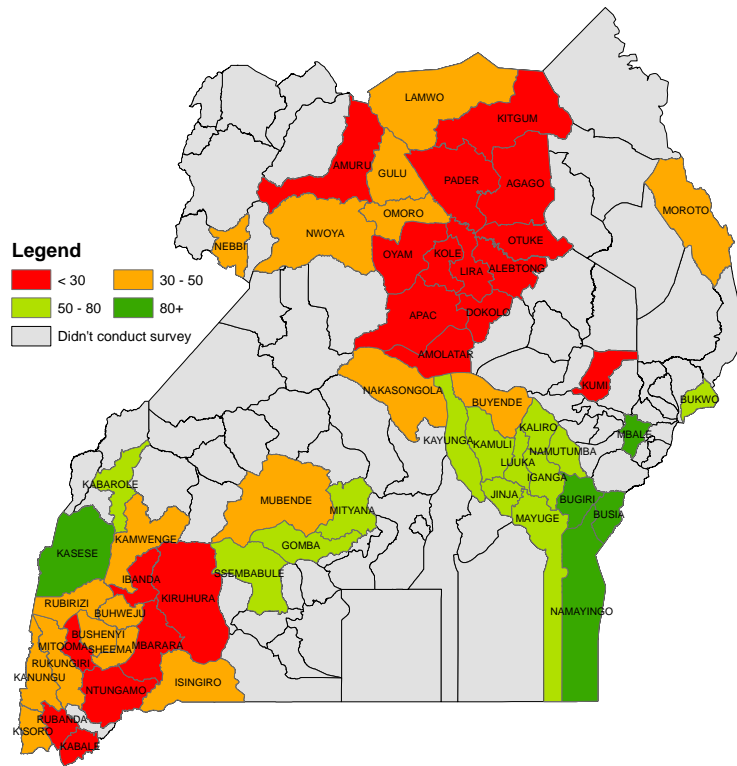 LAMWO
KITGUM
AMURU
GULU
PADER
AGAGO
MOROTO
OMORO
NWOYA
NEBBI
OTUKE
OYAM
KOLE
LIRA
ALEBTONG
Legend
< 30
30 - 50
50 - 80
80+
Didn't conduct survey
APAC
DOKOLO
AMOLATAR
KUMI
NAKASONGOLA
BUYENDE
BUKWO
KALIRO
MBALE
KAYUNGA
KAMULI
NAMUTUMBA
LUUKA
IGANGA
KABAROLE
MUBENDE
MITYANA
JINJA
BUGIRI
MAYUGE
BUSIA
KAMWENGE
GOMBA
KASESE
SSEMBABULE
IBANDA
KIRUHURA
RUBIRIZI
BUHWEJU
NAMAYINGO
BUSHENYI
MITOOMA
SHEEMA
MBARARA
RUKUNGIRI
KANUNGU
ISINGIRO
NTUNGAMO
RUBANDA
KISORO
KABALE